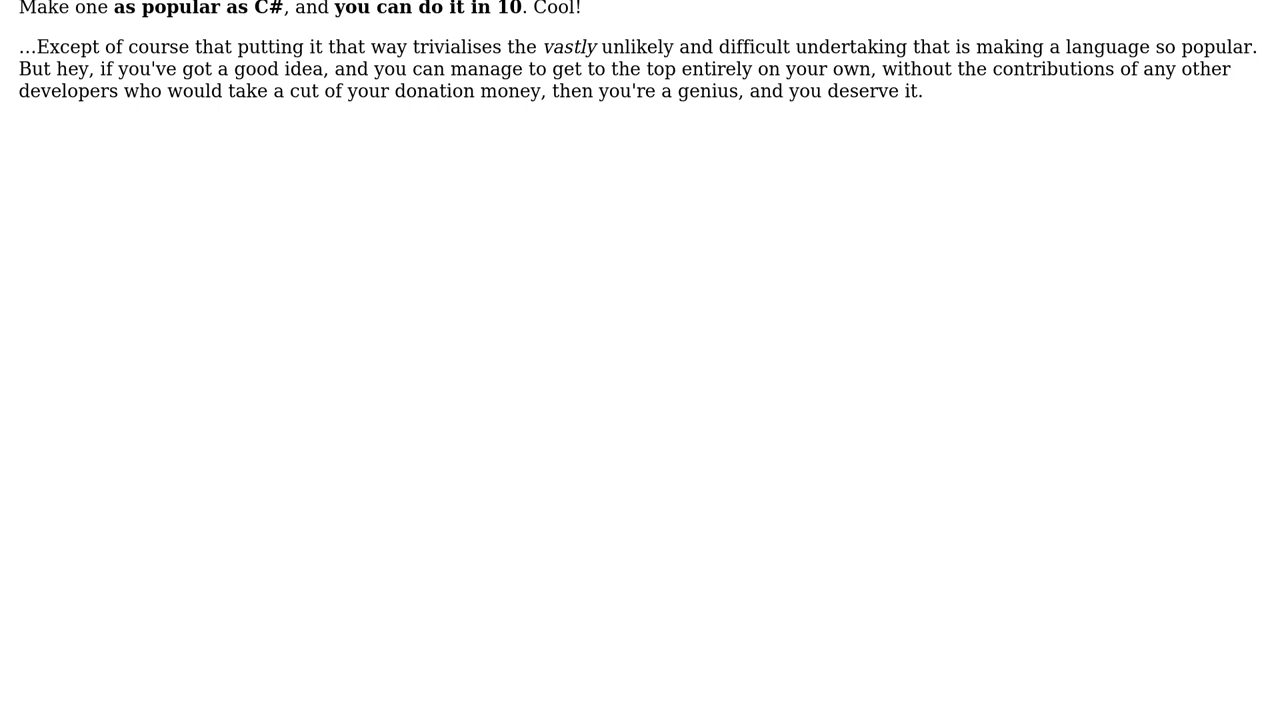 Make one as popular as C#, and you can do it in 10. Cool!
...Except of course that putting it that way trivialises the vastly unlikely and difficult undertaking that is making a language so popular.
But hey, if you've got a good idea, and you can manage to get to the top entirely on your own, without the contributions of any other
developers who would take a cut of your donation money, then you're a genius, and you deserve it.